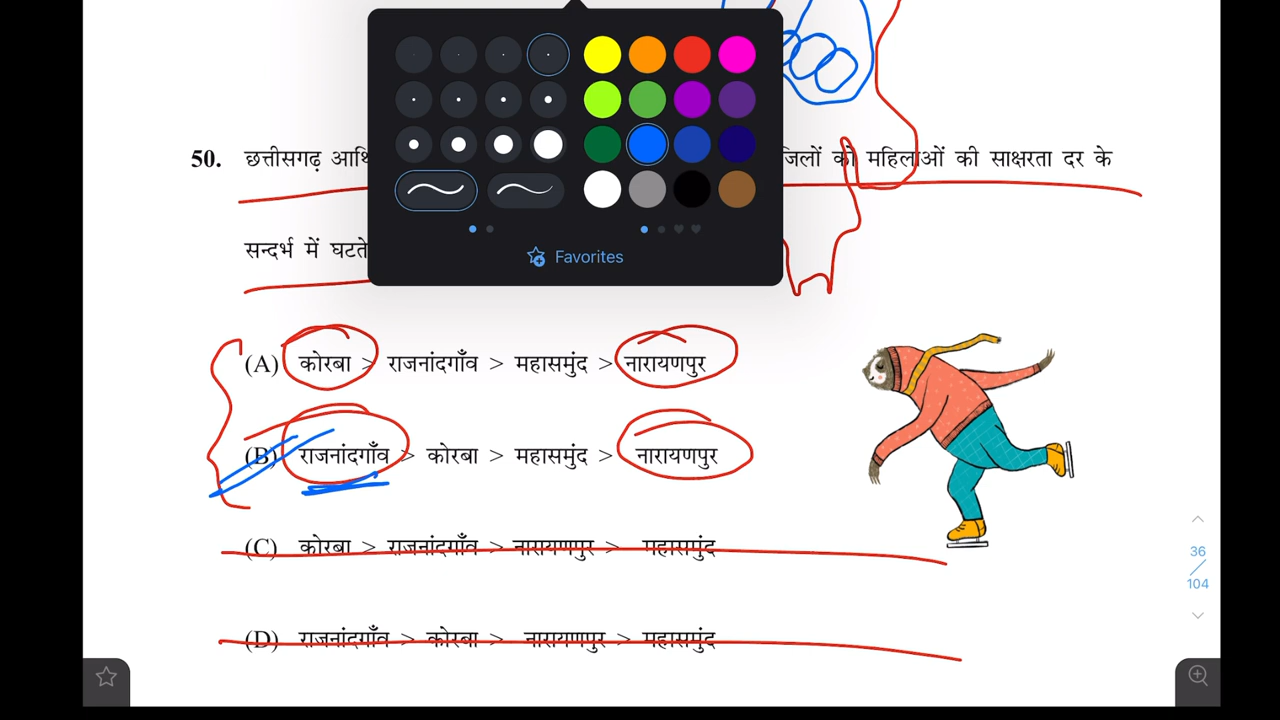 50. छत्तीसगढ़ जिलों की महिलाओं की साक्षरता दर के
सन्दर्भ में घटते
Favorites
(A) कोरबा > राजनांदगाँव > महासमुंद > नारायणपुर
(B) राजनांदगाँव > कोरबा > महासमुंद > नारायणपुर
(C) कोरबा > राजनांदगाँव > नारायणपुर > महासमुंद
(D) राजनांदगाँव > कोरबा > नारायणपुर > महासमुंद
36
104